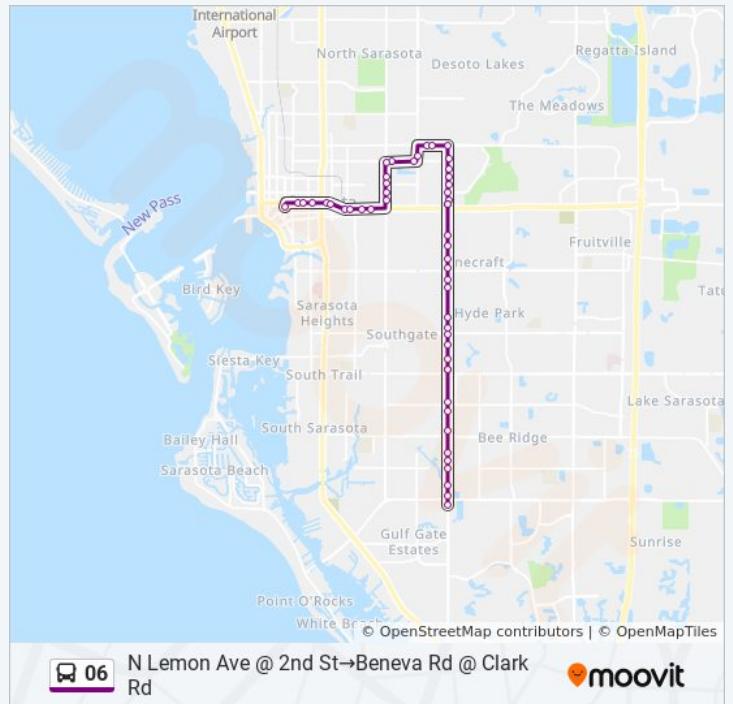 International
Airport
North Sarasota
Regatta Island
Desoto Lakes
The Meadows
New Pass
Fruitville
necraft
Bird Key
Tatu
Sarasota
Heights
Hyde Park
Southgate
Siesta Key
South Trail
Lake Sarasota
South Sarasota
Bailey Hall
Bee Ridge
Sarasota Beach
Gulf Gate
Estates
Sunrise
Point O'Rocks
White Beach
© OpenStreetMap contributors | © OpenMapTiles
06
N Lemon Ave @ 2nd St→Beneva Rd @ Clark
Rd
moovit